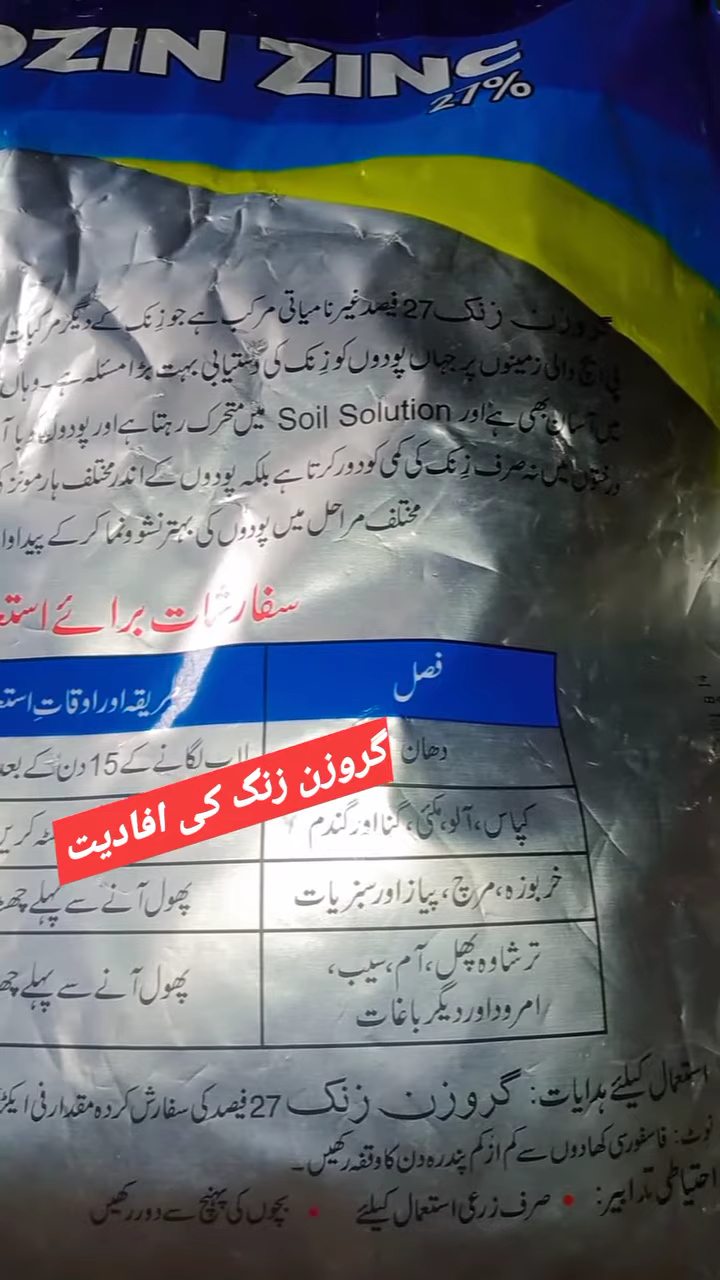 OZIN ZINC
27%
گروزن زنک 27 فیصد غیر نامیاتی مرکب ہے جو زنک کے دیگر مرکبات
پی ایچ والی زمینوں پر جہاں پودوں کو زنک کی دستیابی بہت بڑا مسئلہ ہے۔ وہاں
میں آسان بھی ہے اور Soil Solution میں متحرک رہتا ہے اور پودوں
درختوں میں نہ صرف زنک کی کمی کو دور کرتا ہے بلکہ پودوں کے اندر مختلف ہارمونز
مختلف مراحل میں پودوں کی بہتر نشوونما کر کے
سفارشات برائے
فصل
طریقہ اور اوقاتِ
دھان
لاب لگانے کے 15 دن کے بعد
گروزن زنک کی افادیت
کپاس، آلو، مکئی، گنا اور گندم
خربوزہ، مرچ، پیاز اور سبزیات
پھول آنے سے پہلے
ترشاوہ پھل، آم، سیب،
امرود اور دیگر باغات
پھول آنے سے پہلے
استعمال کیلئے ہدایات: گروزن زنک 27 فیصد کی سفارش کردہ مقدار فی ایکڑ
نوٹ: فاسفورسی کھادوں سے کم از کم پندرہ دن کا وقفہ رکھیں۔
احتیاطی تدابیر: • صرف زرعی استعمال کیلئے • بچوں کی پہنچ سے دور رکھیں